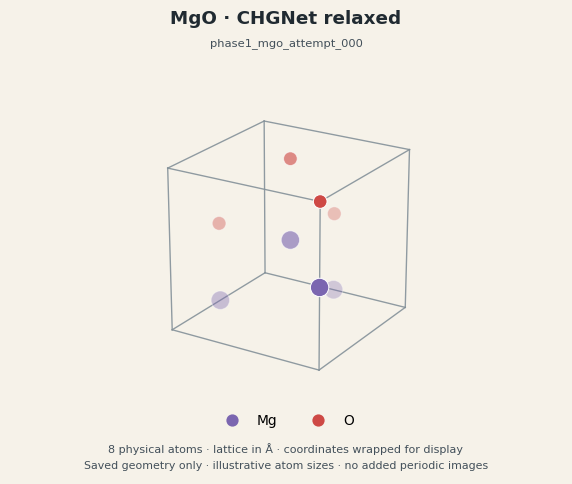 MgO · CHGNet relaxed
phase1_mgo_attempt_000
Mg O
8 physical atoms · lattice in Å · coordinates wrapped for display
Saved geometry only · illustrative atom sizes · no added periodic images